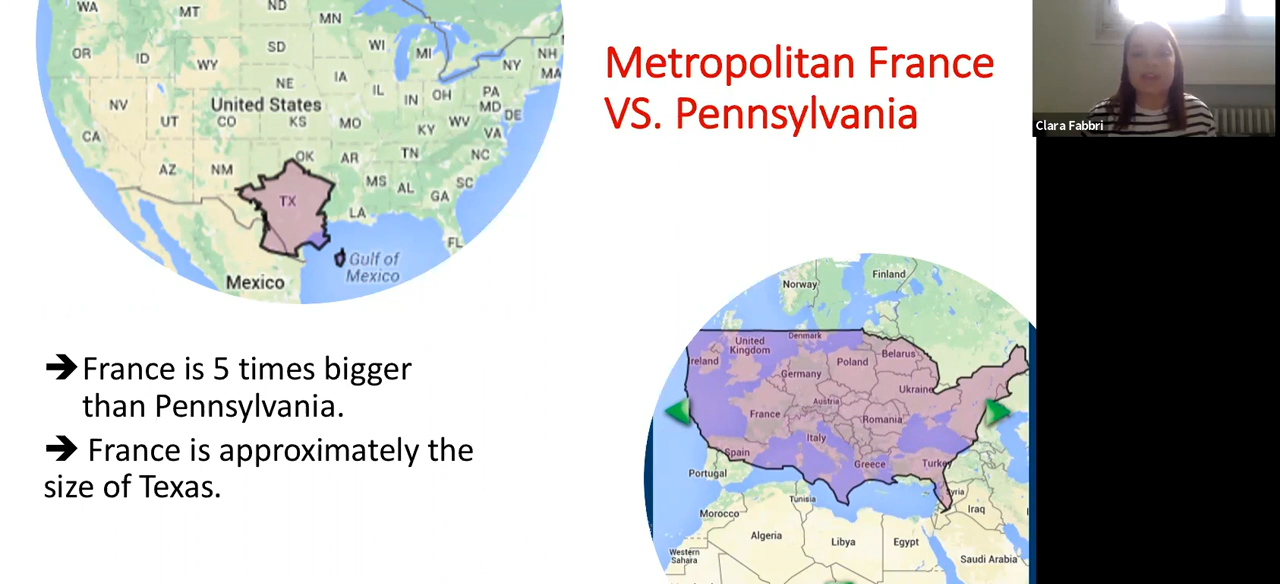 WA
MT
ND
MN
OR
ID
WY
SD
WI
MI
NH
NY
MA
NE
IA
IL
IN
OH
PA
MD
DE
NV
UT
United States
CO
KS
MO
KY
WV
VA
CA
AZ
NM
OK
AR
TN
NC
TX
MS
AL
GA
SC
LA
FL
Gulf of
Mexico
Mexico
Metropolitan France
VS. Pennsylvania
Clara Fabbri
➔ France is 5 times bigger
than Pennsylvania.
➔ France is approximately the
size of Texas.
Norway
Finland
United
Kingdom
Denmark
reland
Poland
Belarus
Germany
Ukraine
Austria
France
Romania
Italy
Spain
Portugal
Greece
Turke
Tunisia
Syria
Iraq
Morocco
Algeria
Libya
Egypt
Western
Sahara
Saudi Arabia